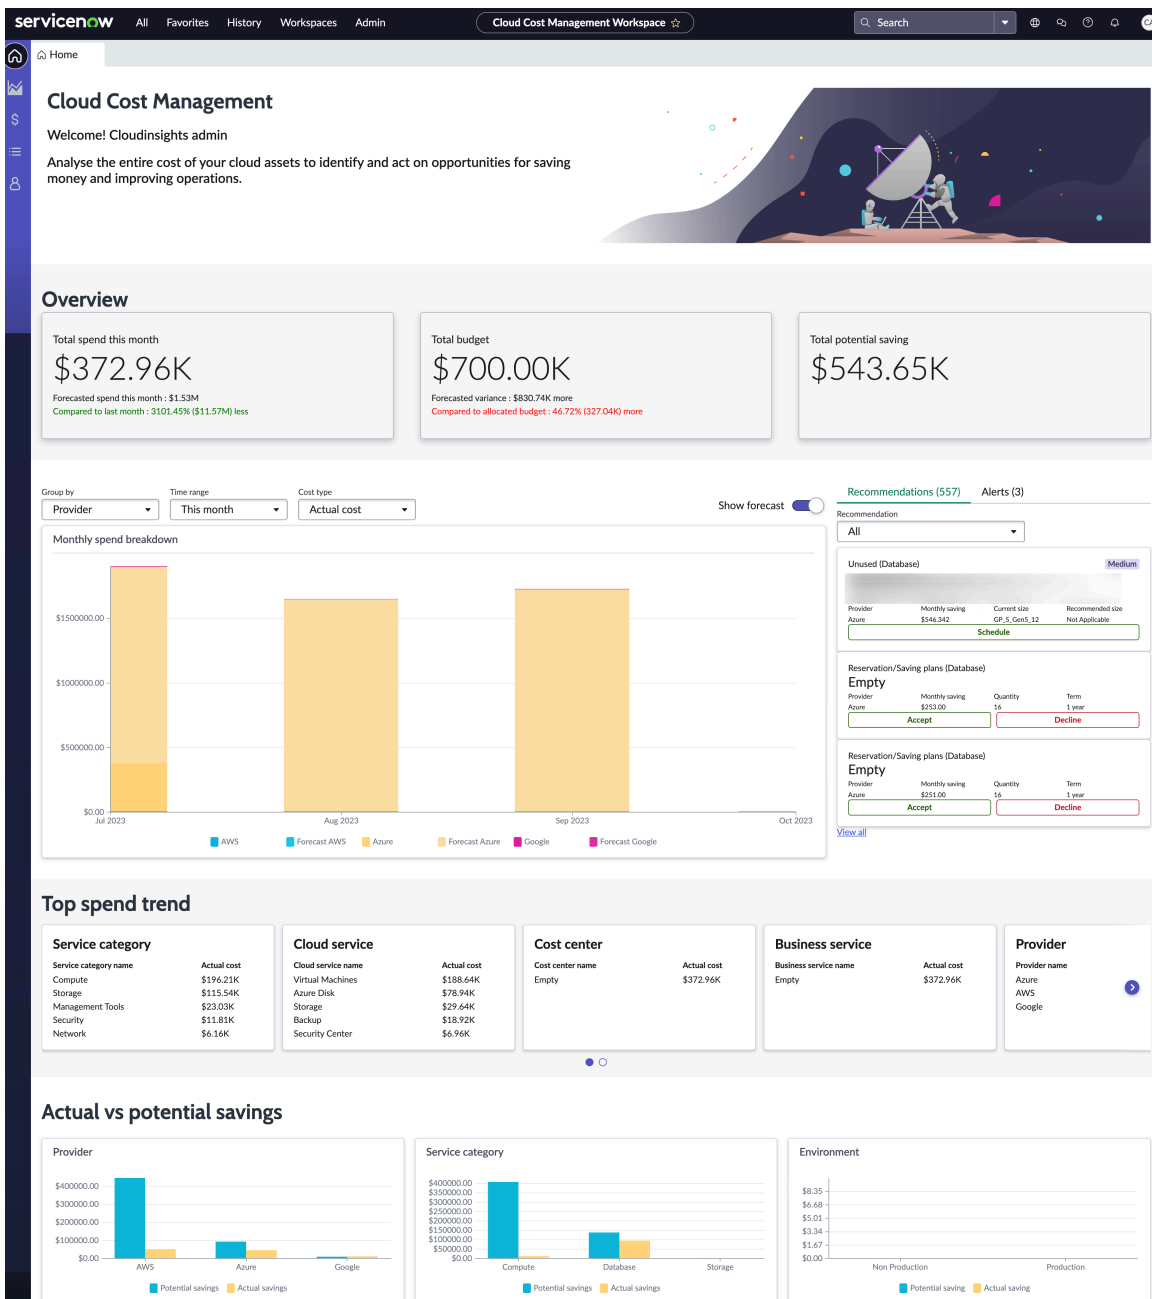 servicenow All Favorites History Workspaces Admin Cloud Cost Management Workspace Search
Home
Cloud Cost Management
Welcome! Cloudinsights admin
Analyse the entire cost of your cloud assets to identify and act on opportunities for saving
money and improving operations.
Overview
Total spend this month
$372.96K
Forecasted spend this month : $1.53M
Compared to last month : 3101.45% ($11.57M) less
Total budget
$700.00K
Forecasted variance : $830.74K more
Compared to allocated budget : 46.72% (327.04K) more
Total potential saving
$543.65K
Group by Time range Cost type
Provider This month Actual cost
Show forecast
Monthly spend breakdown
$1500000.00
$1000000.00
$500000.00
$0.00
Jul 2023 Aug 2023 Sep 2023 Oct 2023
AWS Forecast AWS Azure Forecast Azure Google Forecast Google
Recommendations (557) Alerts (3)
Recommendation
All
Unused (Database) Medium
Provider Monthly saving Current size Recommended size
Azure $546.342 GP_S_Gen5_12 Not Applicable
Schedule
Reservation/Saving plans (Database)
Empty
Provider Monthly saving Quantity Term
Azure $253.00 16 1 year
Accept Decline
Reservation/Saving plans (Database)
Empty
Provider Monthly saving Quantity Term
Azure $251.00 16 1 year
Accept Decline
View all
Top spend trend
Service category
Service category name Actual cost
Compute $196.21K
Storage $115.54K
Management Tools $23.03K
Security $11.81K
Network $6.16K
Cloud service
Cloud service name Actual cost
Virtual Machines $188.64K
Azure Disk $78.94K
Storage $29.64K
Backup $18.92K
Security Center $6.96K
Cost center
Cost center name Actual cost
Empty $372.96K
Business service
Business service name Actual cost
Empty $372.96K
Provider
Provider name
Azure
AWS
Google
Actual vs potential savings
Provider
$400000.00
$300000.00
$200000.00
$100000.00
$0.00
AWS Azure Google
Potential savings Actual savings
Service category
$400000.00
$350000.00
$300000.00
$250000.00
$200000.00
$150000.00
$100000.00
$50000.00
$0.00
Compute Database Storage
Potential savings Actual savings
Environment
$8.35
$6.68
$5.01
$3.34
$1.67
$0.00
Non Production Production
Potential saving Actual saving